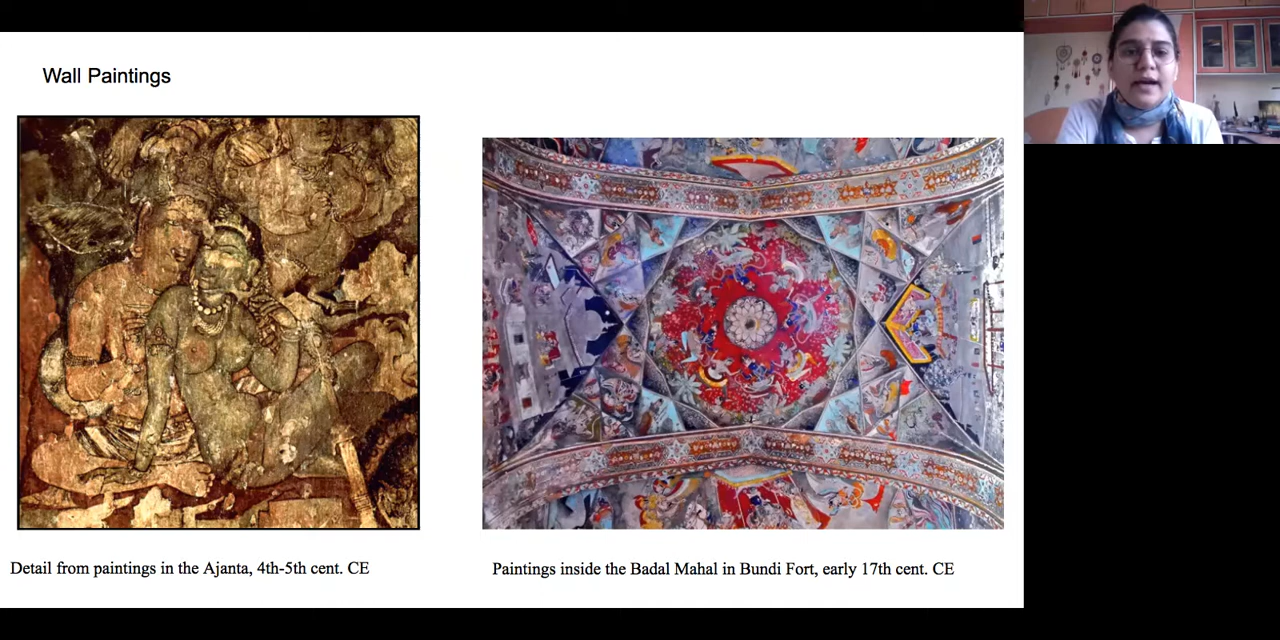 Wall Paintings
Detail from paintings in the Ajanta, 4th-5th cent. CE
Paintings inside the Badal Mahal in Bundi Fort, early 17th cent. CE